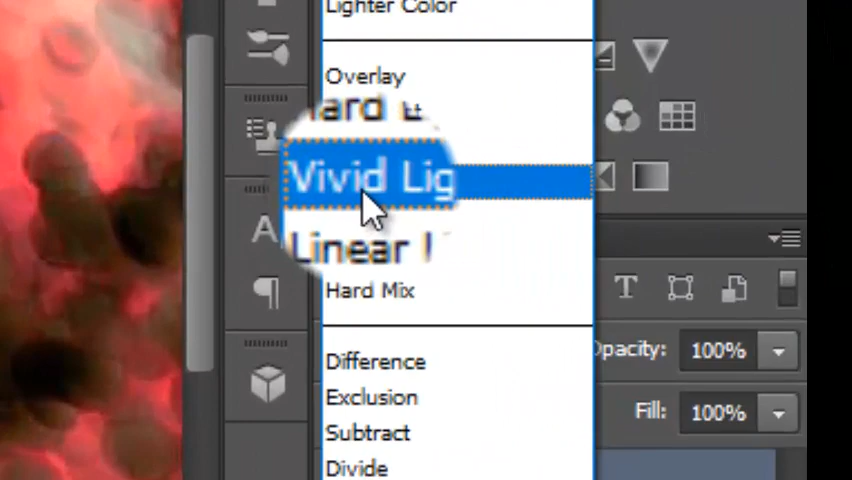 Lighter Color
Overlay
Vivid Lig
Linear
Hard Mix
Opacity: 100%
Difference
Exclusion
Fill: 100%
Subtract
Divide